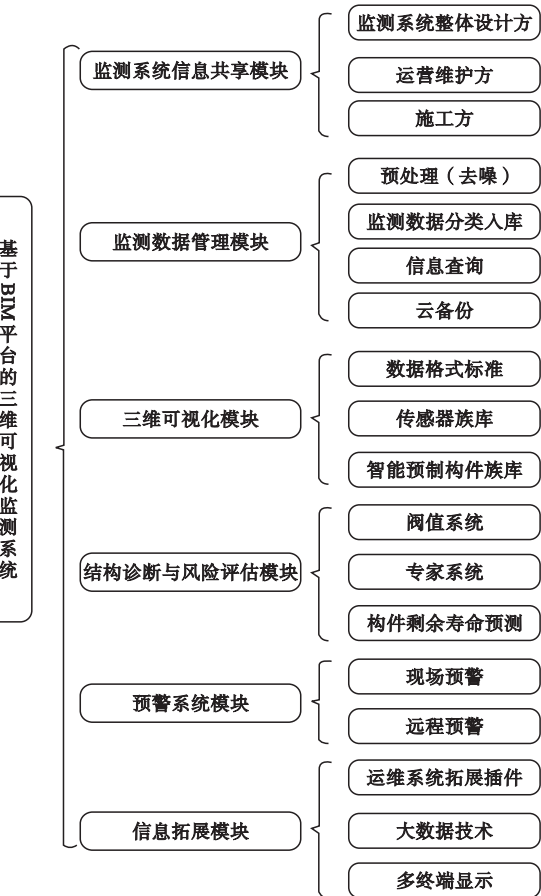 基于BIM平台的三维可视化监测系统
监测系统信息共享模块
监测系统整体设计方
运营维护方
施工方
监测数据管理模块
预处理（去噪）
监测数据分类入库
信息查询
云备份
三维可视化模块
数据格式标准
传感器族库
智能预制构件族库
结构诊断与风险评估模块
阀值系统
专家系统
构件剩余寿命预测
预警系统模块
现场预警
远程预警
信息拓展模块
运维系统拓展插件
大数据技术
多终端显示